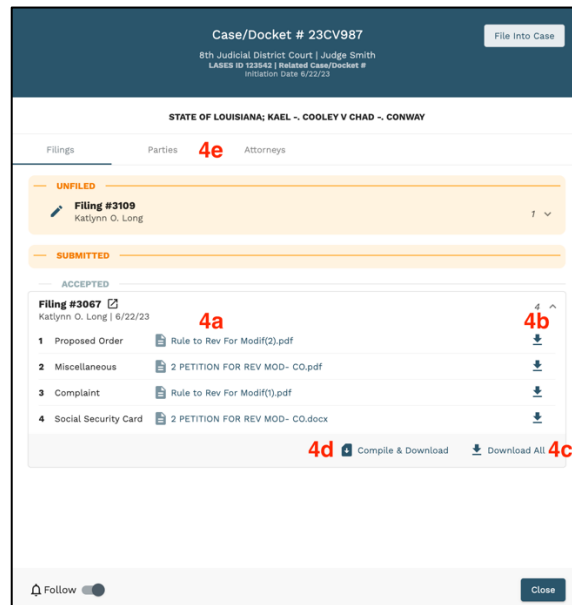 Case/Docket # 23CV987
File Into Case
8th Judicial District Court | Judge Smith
LASES ID 123542 | Related Case/Docket #
Initiation Date 6/22/23
STATE OF LOUISIANA; KAEL -. COOLEY V CHAD -. CONWAY
Filings Parties 4e Attorneys
UNFILED
Filing #3109 1
Katlynn O. Long
SUBMITTED
ACCEPTED
Filing #3067 4
Katlynn O. Long | 6/22/23
4a 4b
1 Proposed Order Rule to Rev For Modif(2).pdf
2 Miscellaneous 2 PETITION FOR REV MOD- CO.pdf
3 Complaint Rule to Rev For Modif(1).pdf
4 Social Security Card 2 PETITION FOR REV MOD- CO.docx
4d Compile & Download Download All 4c
Follow Close